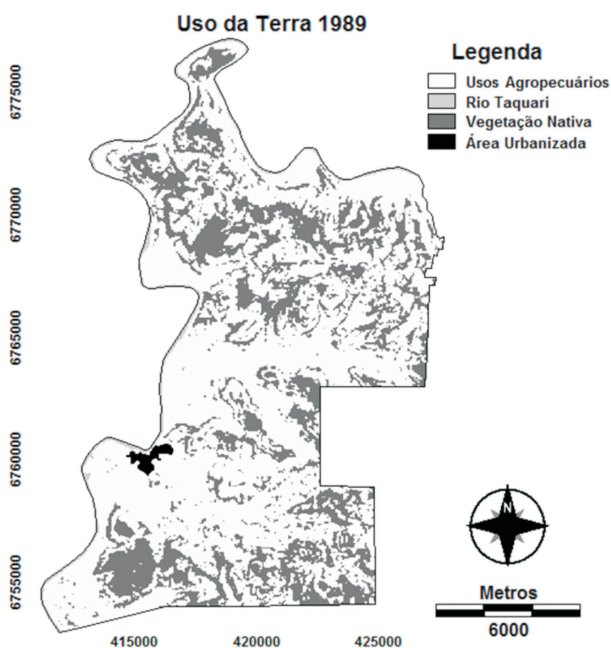 Uso da Terra 1989
Legenda
Usos Agropecuários
Rio Taquari
Vegetação Nativa
Área Urbanizada
6775000
6770000
6765000
6760000
6755000
N
Metros
6000
415000 420000 425000